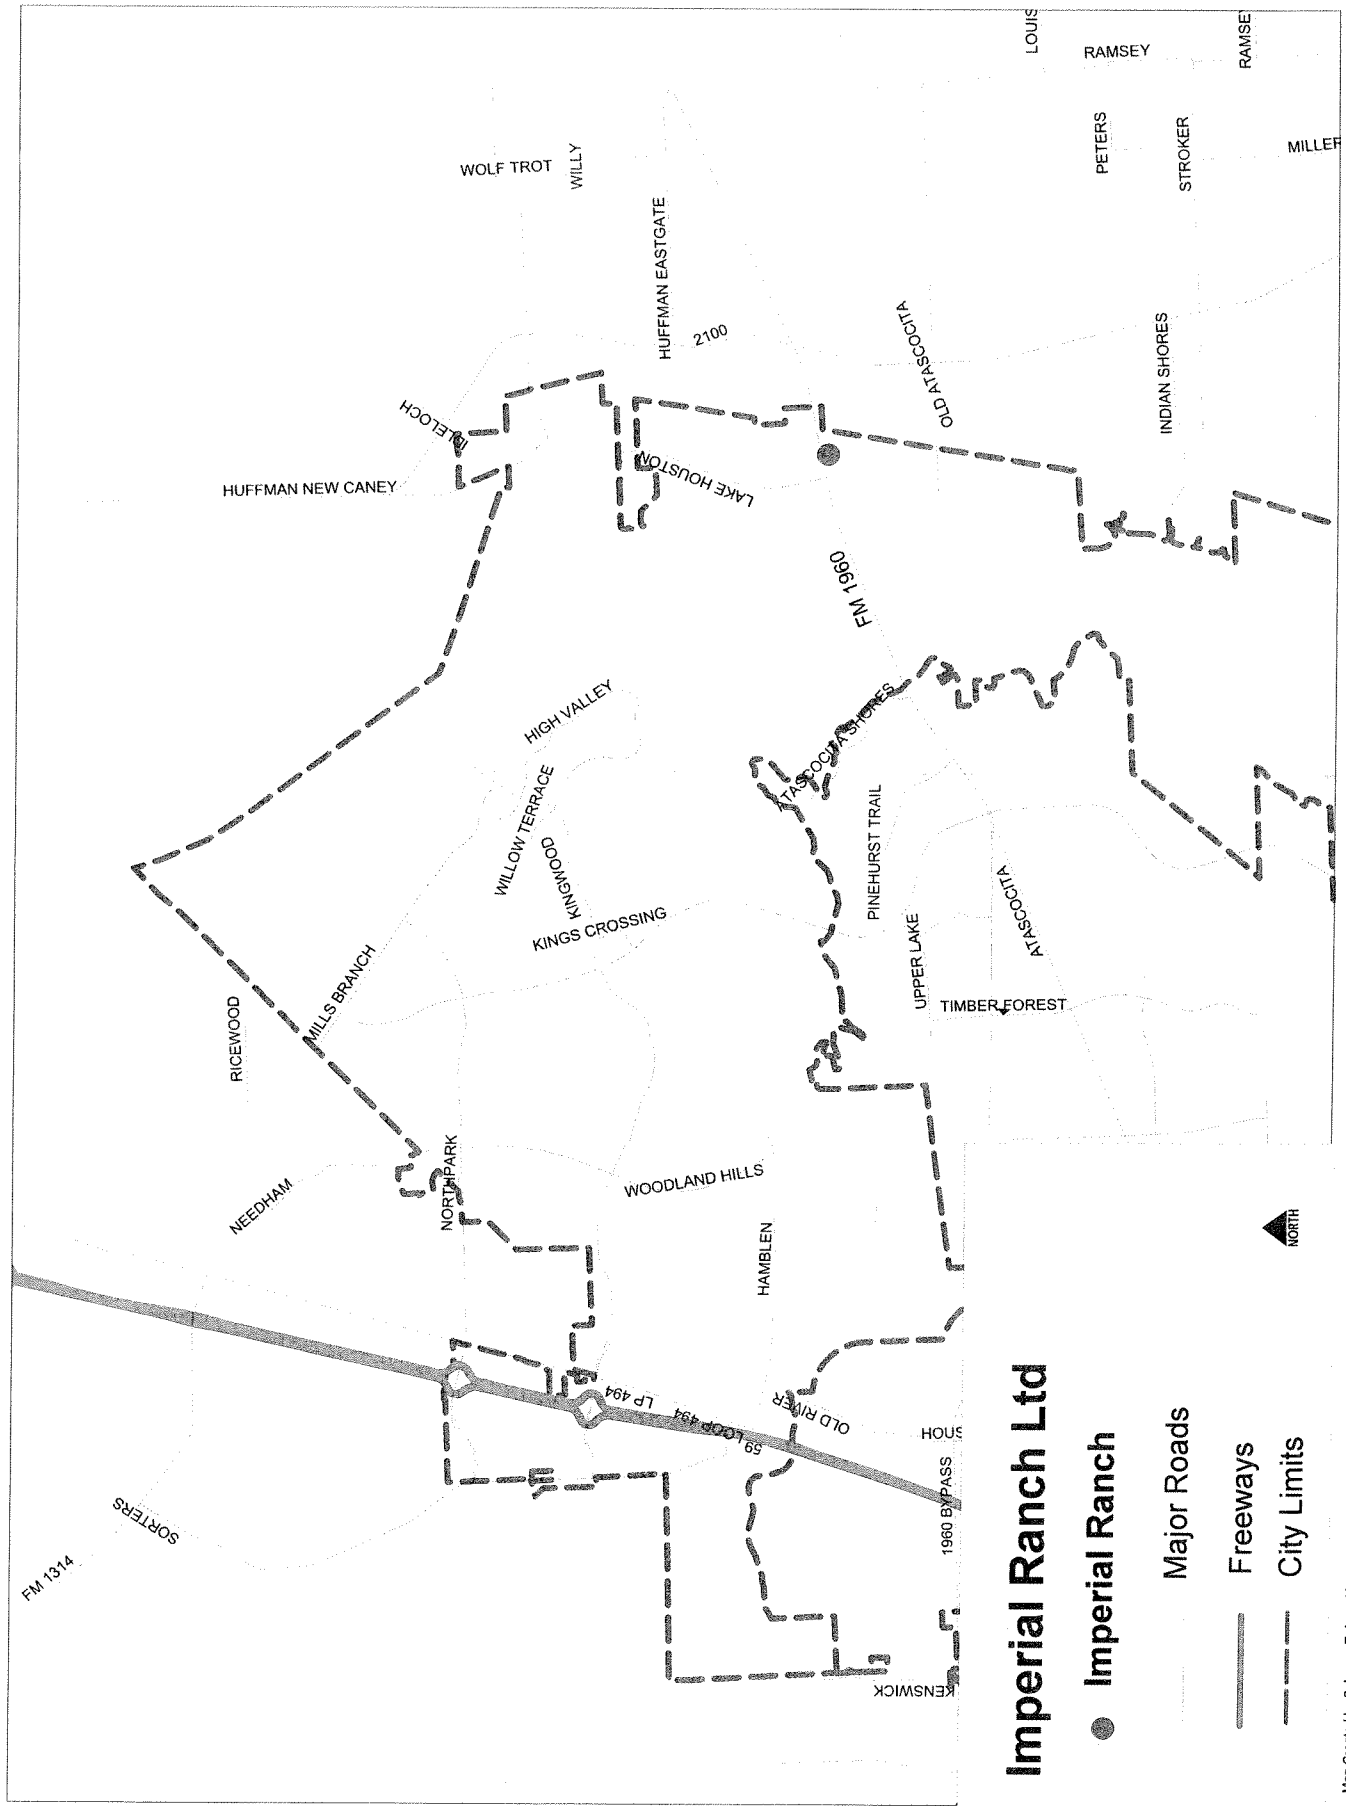 LOUIS
RAMSEY
RAMSEY
PETERS
STROKER
MILLER
WOLF TROT
WILLY
HUFFMAN EASTGATE
2100
OLD ATASCOCITA
INDIAN SHORES
IDLELOCH
HUFFMAN NEW CANEY
LAKE HOUSTON
FM 1960
HIGH VALLEY
WILLOW TERRACE
KINGWOOD
KINGS CROSSING
ATASCOCITA SHORES
PINEHURST TRAIL
UPPER LAKE
ATASCOCITA
TIMBER FOREST
MILLS BRANCH
RICEWOOD
NORTHPARK
NEEDHAM
WOODLAND HILLS
HAMBLEN
LP 494
59 LOOP 494
OLD RIVER
HOUS
1960 BYPASS
SORTERS
FM 1314
KENSWICK
Imperial Ranch Ltd
Imperial Ranch
Major Roads
Freeways
City Limits
NORTH